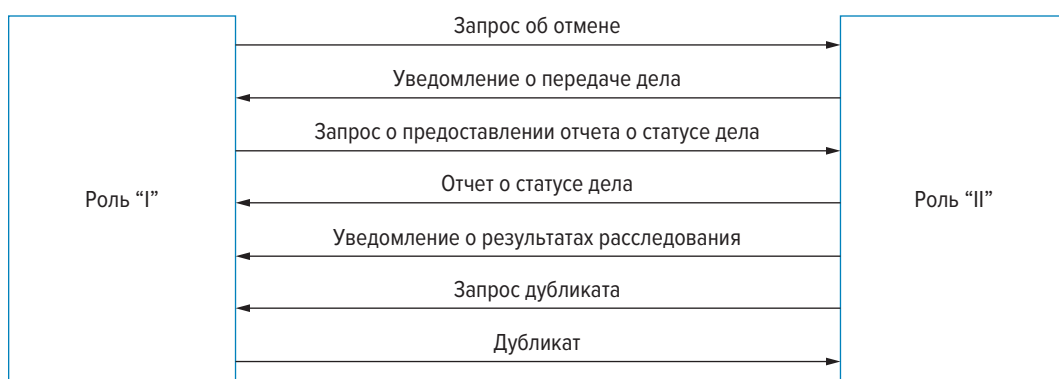 Запрос об отмене
Уведомление о передаче дела
Запрос о предоставлении отчета о статусе дела
Отчет о статусе дела
Роль “I”
Роль “II”
Уведомление о результатах расследования
Запрос дубликата
Дубликат